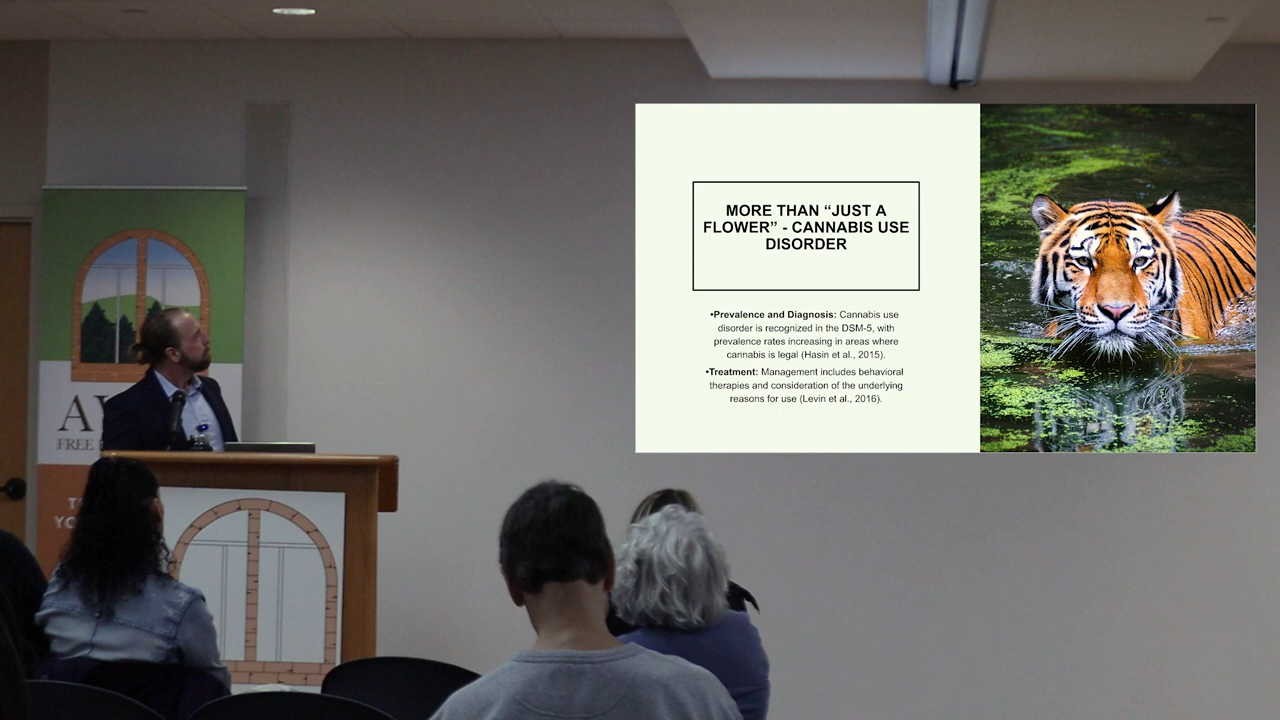 MORE THAN “JUST A
FLOWER” - CANNABIS USE
DISORDER
•Prevalence and Diagnosis: Cannabis use
disorder is recognized in the DSM-5, with
prevalence rates increasing in areas where
cannabis is legal (Hasin et al., 2015).
•Treatment: Management includes behavioral
therapies and consideration of the underlying
reasons for use (Levin et al., 2016).
FREE